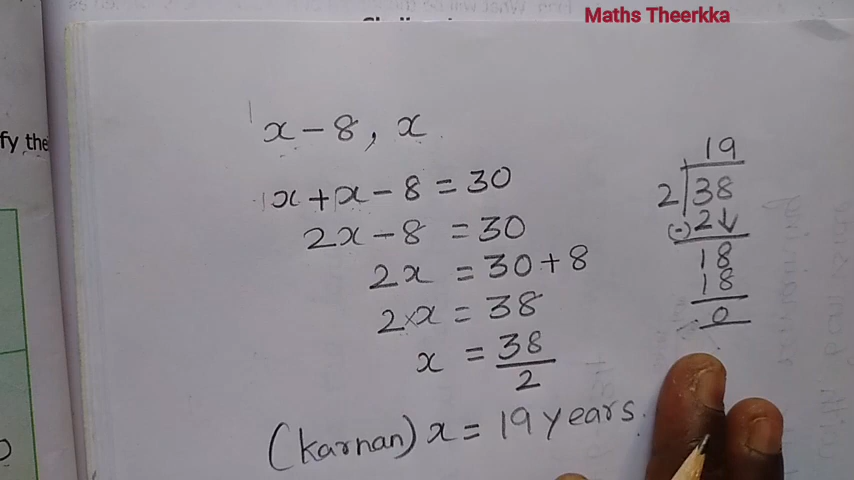 Maths Theerkka
fy the
x - 8, x
x + x - 8 = 30
2x - 8 = 30
2x = 30 + 8
2 × x = 38
x = 38/2
(karnan) x = 19 years.
19
2 38
(-) 2 ↓
18
18
0